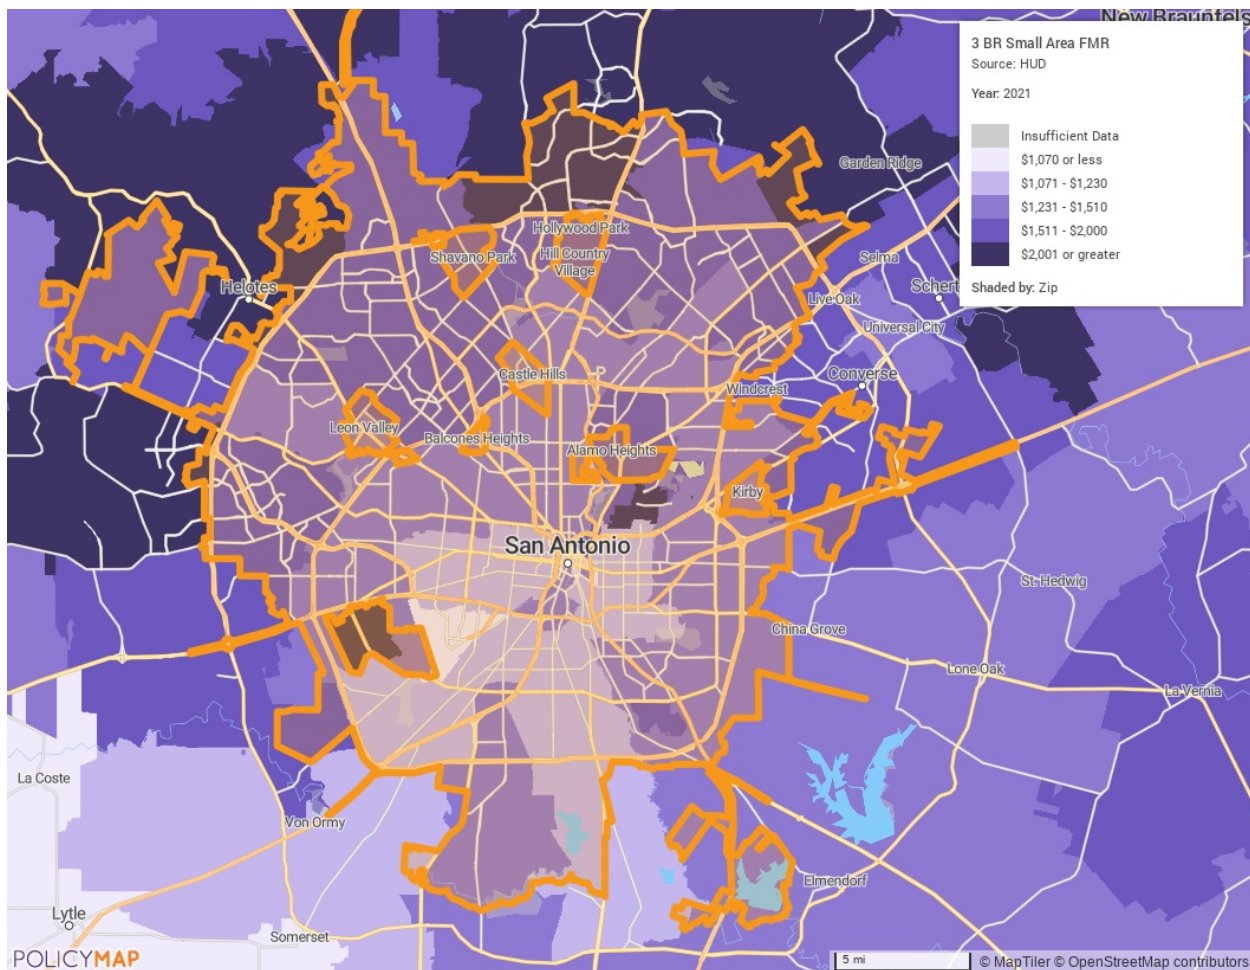 New Braunfels
3 BR Small Area FMR
Source: HUD
Year: 2021
Insufficient Data
$1,070 or less
$1,071 - $1,230
$1,231 - $1,510
$1,511 - $2,000
$2,001 or greater
Shaded by: Zip
Garden Ridge
Hollywood Park
Shavano Park
Hill Country
Village
Selma
Helotes
Live Oak
Schert
Universal City
Castle Hills
Converse
Windcrest
Leon Valley
Balcones Heights
Alamo Heights
Kirby
San Antonio
St. Hedwig
China Grove
Lone Oak
La Vernia
La Coste
Von Ormy
Elmendorf
Lytle
Somerset
POLICYMAP
5 mi
© MapTiler © OpenStreetMap contributors